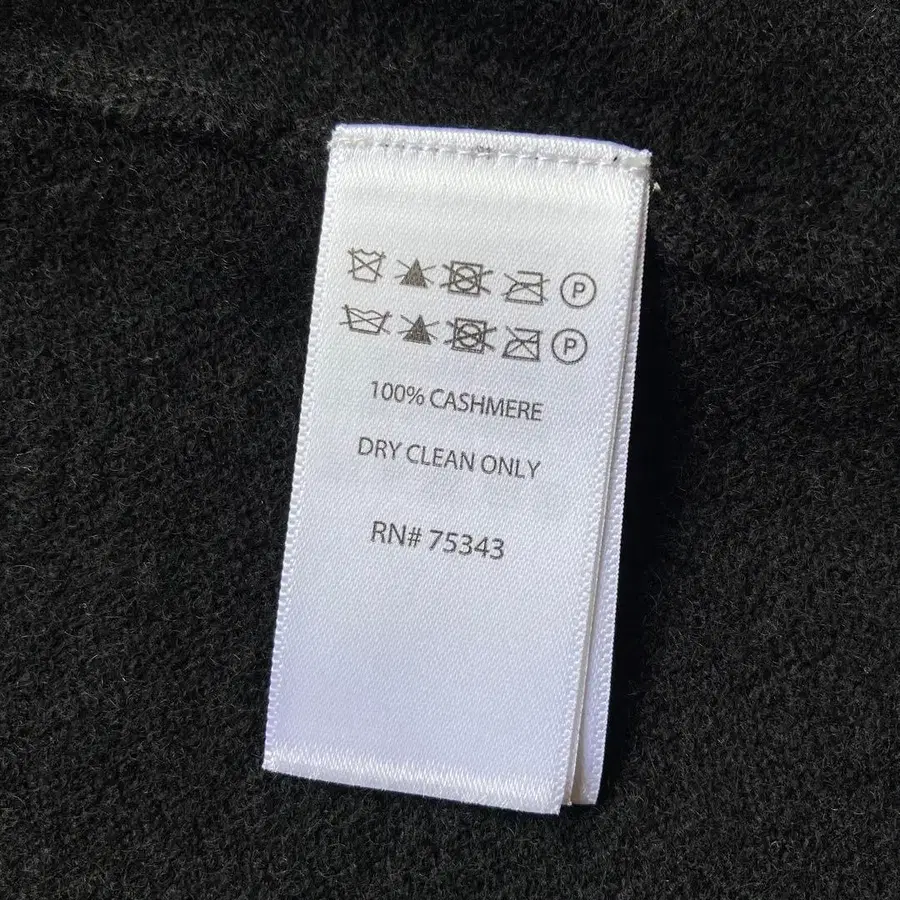 P
P
100% CASHMERE
DRY CLEAN ONLY
RN# 75343